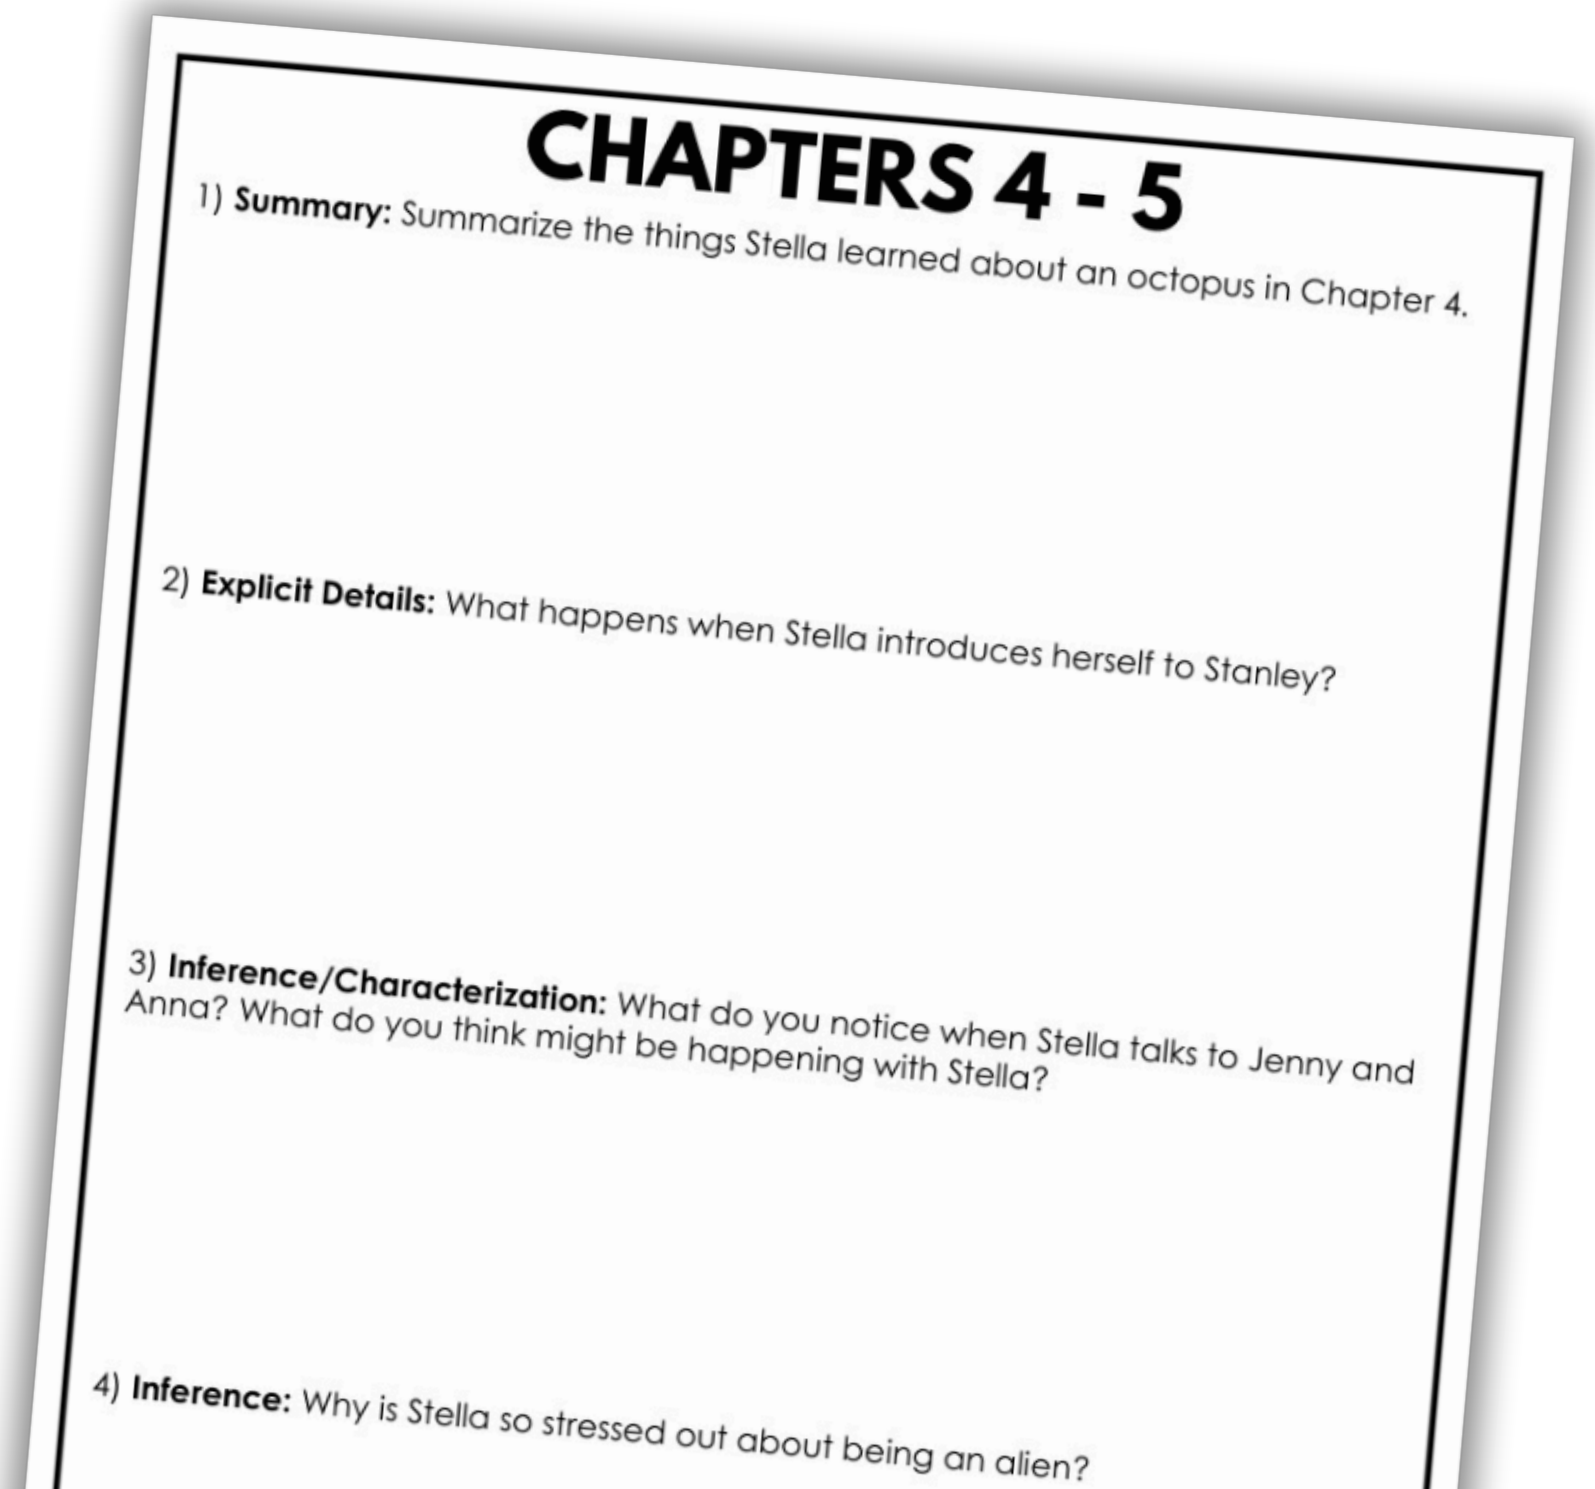 CHAPTERS 4 - 5
1) Summary: Summarize the things Stella learned about an octopus in Chapter 4.
2) Explicit Details: What happens when Stella introduces herself to Stanley?
3) Inference/Characterization: What do you notice when Stella talks to Jenny and
Anna? What do you think might be happening with Stella?
4) Inference: Why is Stella so stressed out about being an alien?